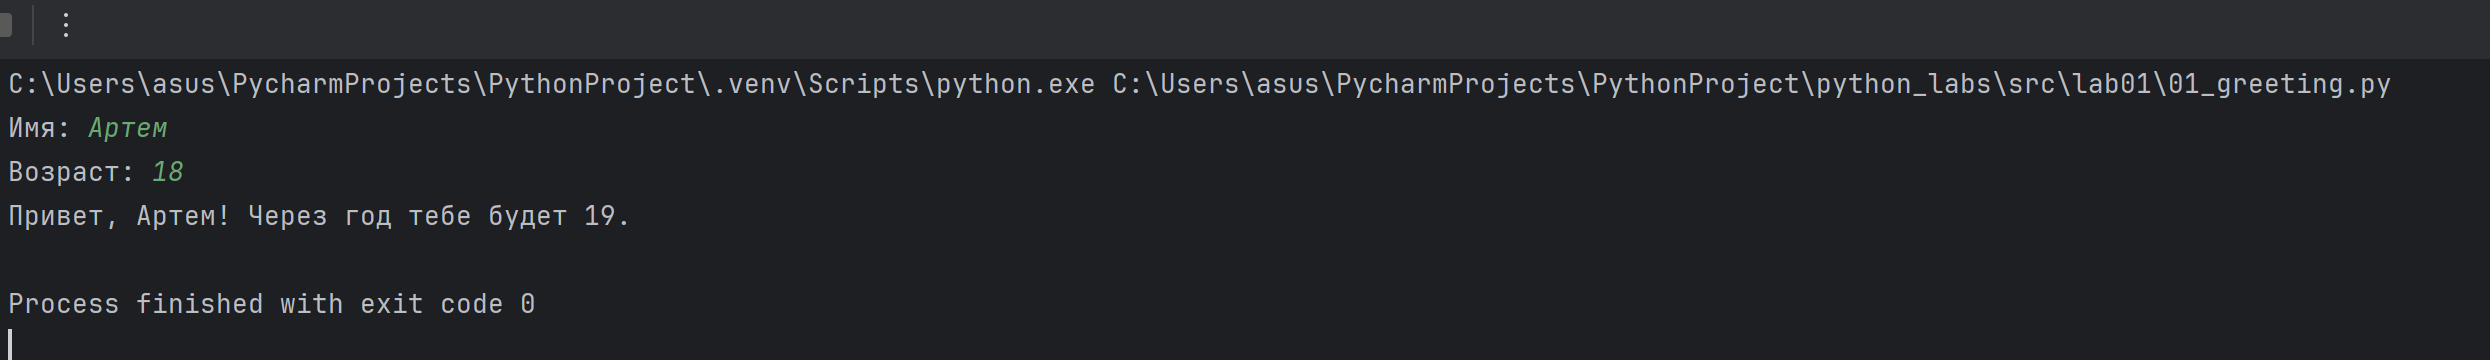 C:\Users\asus\PycharmProjects\PythonProject\.venv\Scripts\python.exe C:\Users\asus\PycharmProjects\PythonProject\python_labs\src\lab01\01_greeting.py
Имя: Артем
Возраст: 18
Привет, Артем! Через год тебе будет 19.
Process finished with exit code 0